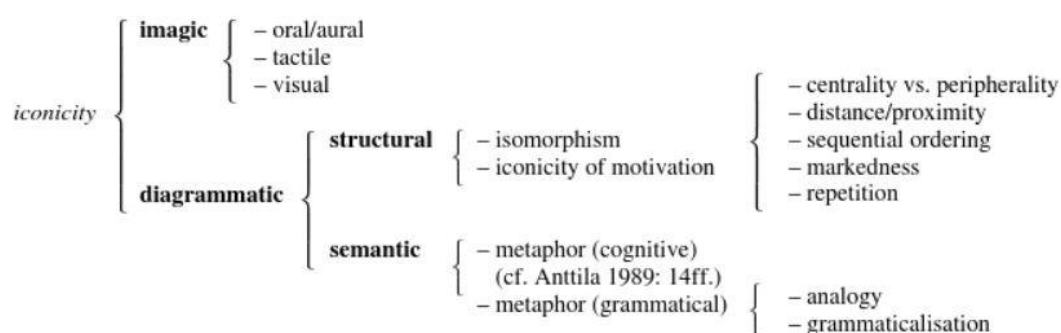 imagic
– oral/aural
– tactile
– visual
iconicity
diagrammatic
structural
– isomorphism
– iconicity of motivation
– centrality vs. peripherality
– distance/proximity
– sequential ordering
– markedness
– repetition
semantic
– metaphor (cognitive)
(cf. Anttila 1989: 14ff.)
– metaphor (grammatical)
– analogy
– grammaticalisation